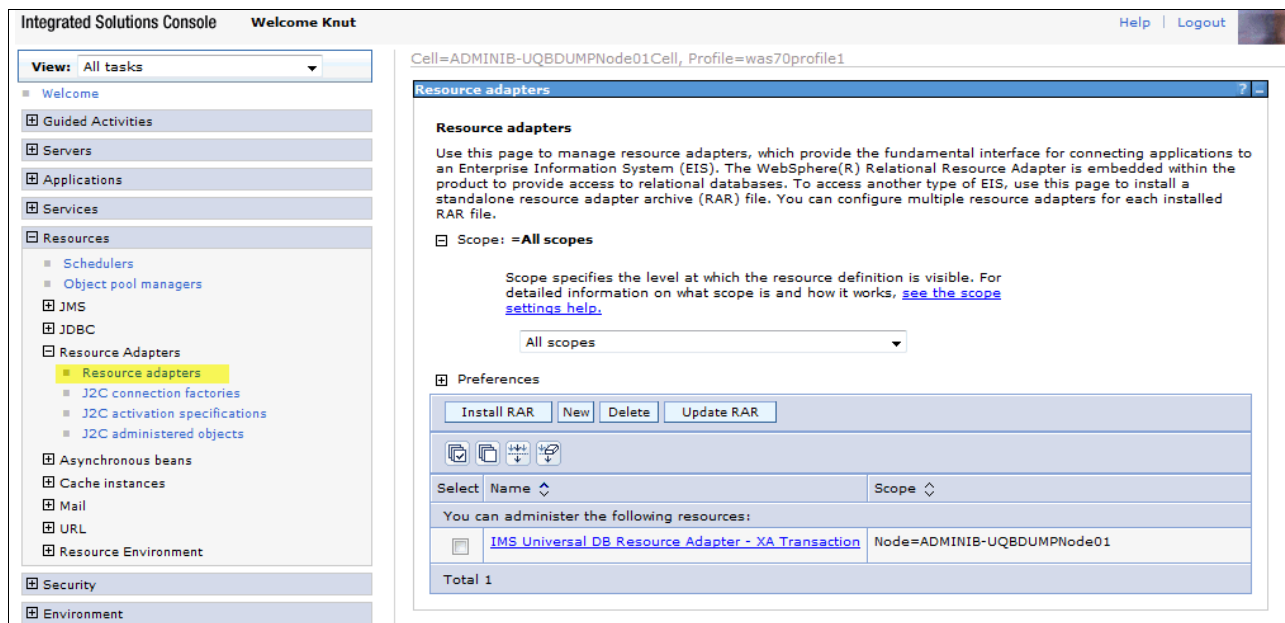 Integrated Solutions Console Welcome Knut
Help | Logout
View: All tasks
Welcome
Guided Activities
Servers
Applications
Services
Resources
Schedulers
Object pool managers
JMS
JDBC
Resource Adapters
Resource adapters
J2C connection factories
J2C activation specifications
J2C administered objects
Asynchronous beans
Cache instances
Mail
URL
Resource Environment
Security
Environment
Cell=ADMINIB-UQBDUMPNode01Cell, Profile=was70profile1
Resource adapters ? -
Resource adapters
Use this page to manage resource adapters, which provide the fundamental interface for connecting applications to
an Enterprise Information System (EIS). The WebSphere(R) Relational Resource Adapter is embedded within the
product to provide access to relational databases. To access another type of EIS, use this page to install a
standalone resource adapter archive (RAR) file. You can configure multiple resource adapters for each installed
RAR file.
Scope: =All scopes
Scope specifies the level at which the resource definition is visible. For
detailed information on what scope is and how it works, see the scope
settings help.
All scopes
Preferences
Install RAR New Delete Update RAR
Select Name Scope
You can administer the following resources:
IMS Universal DB Resource Adapter - XA Transaction Node=ADMINIB-UQBDUMPNode01
Total 1